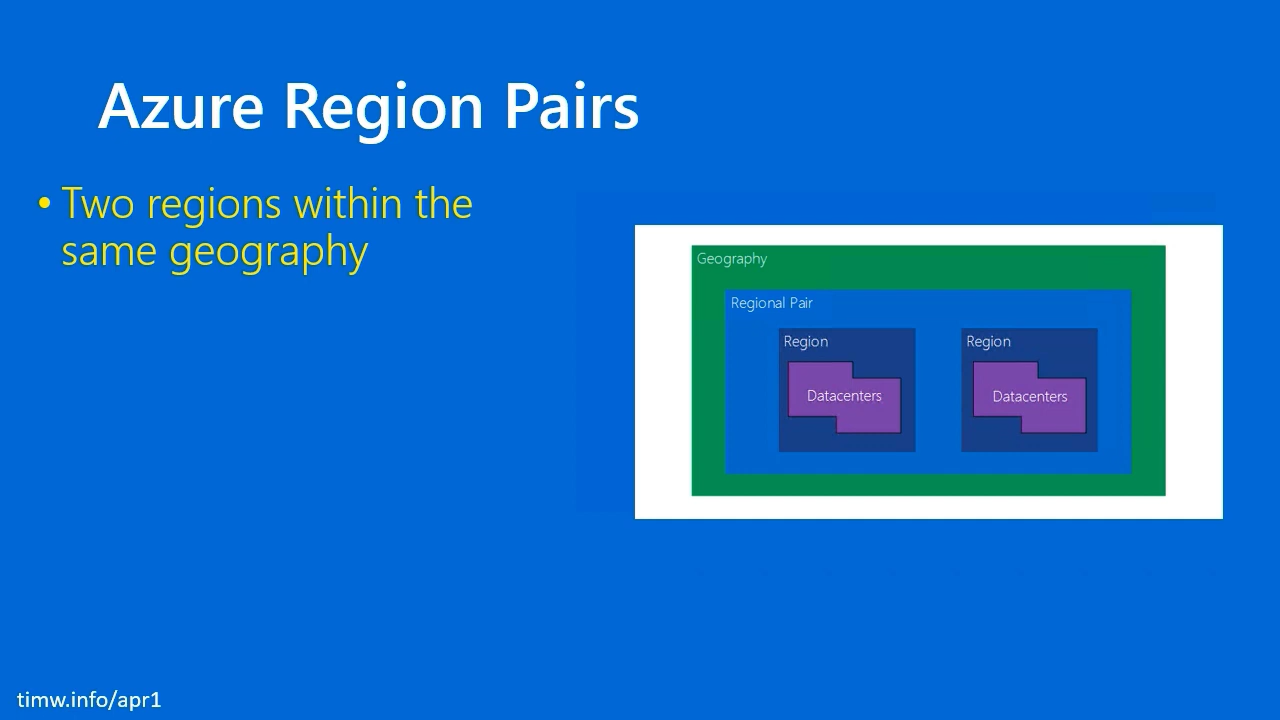 Azure Region Pairs
• Two regions within the
same geography
Geography
Regional Pair
Region
Datacenters
Region
Datacenters
timw.info/apr1